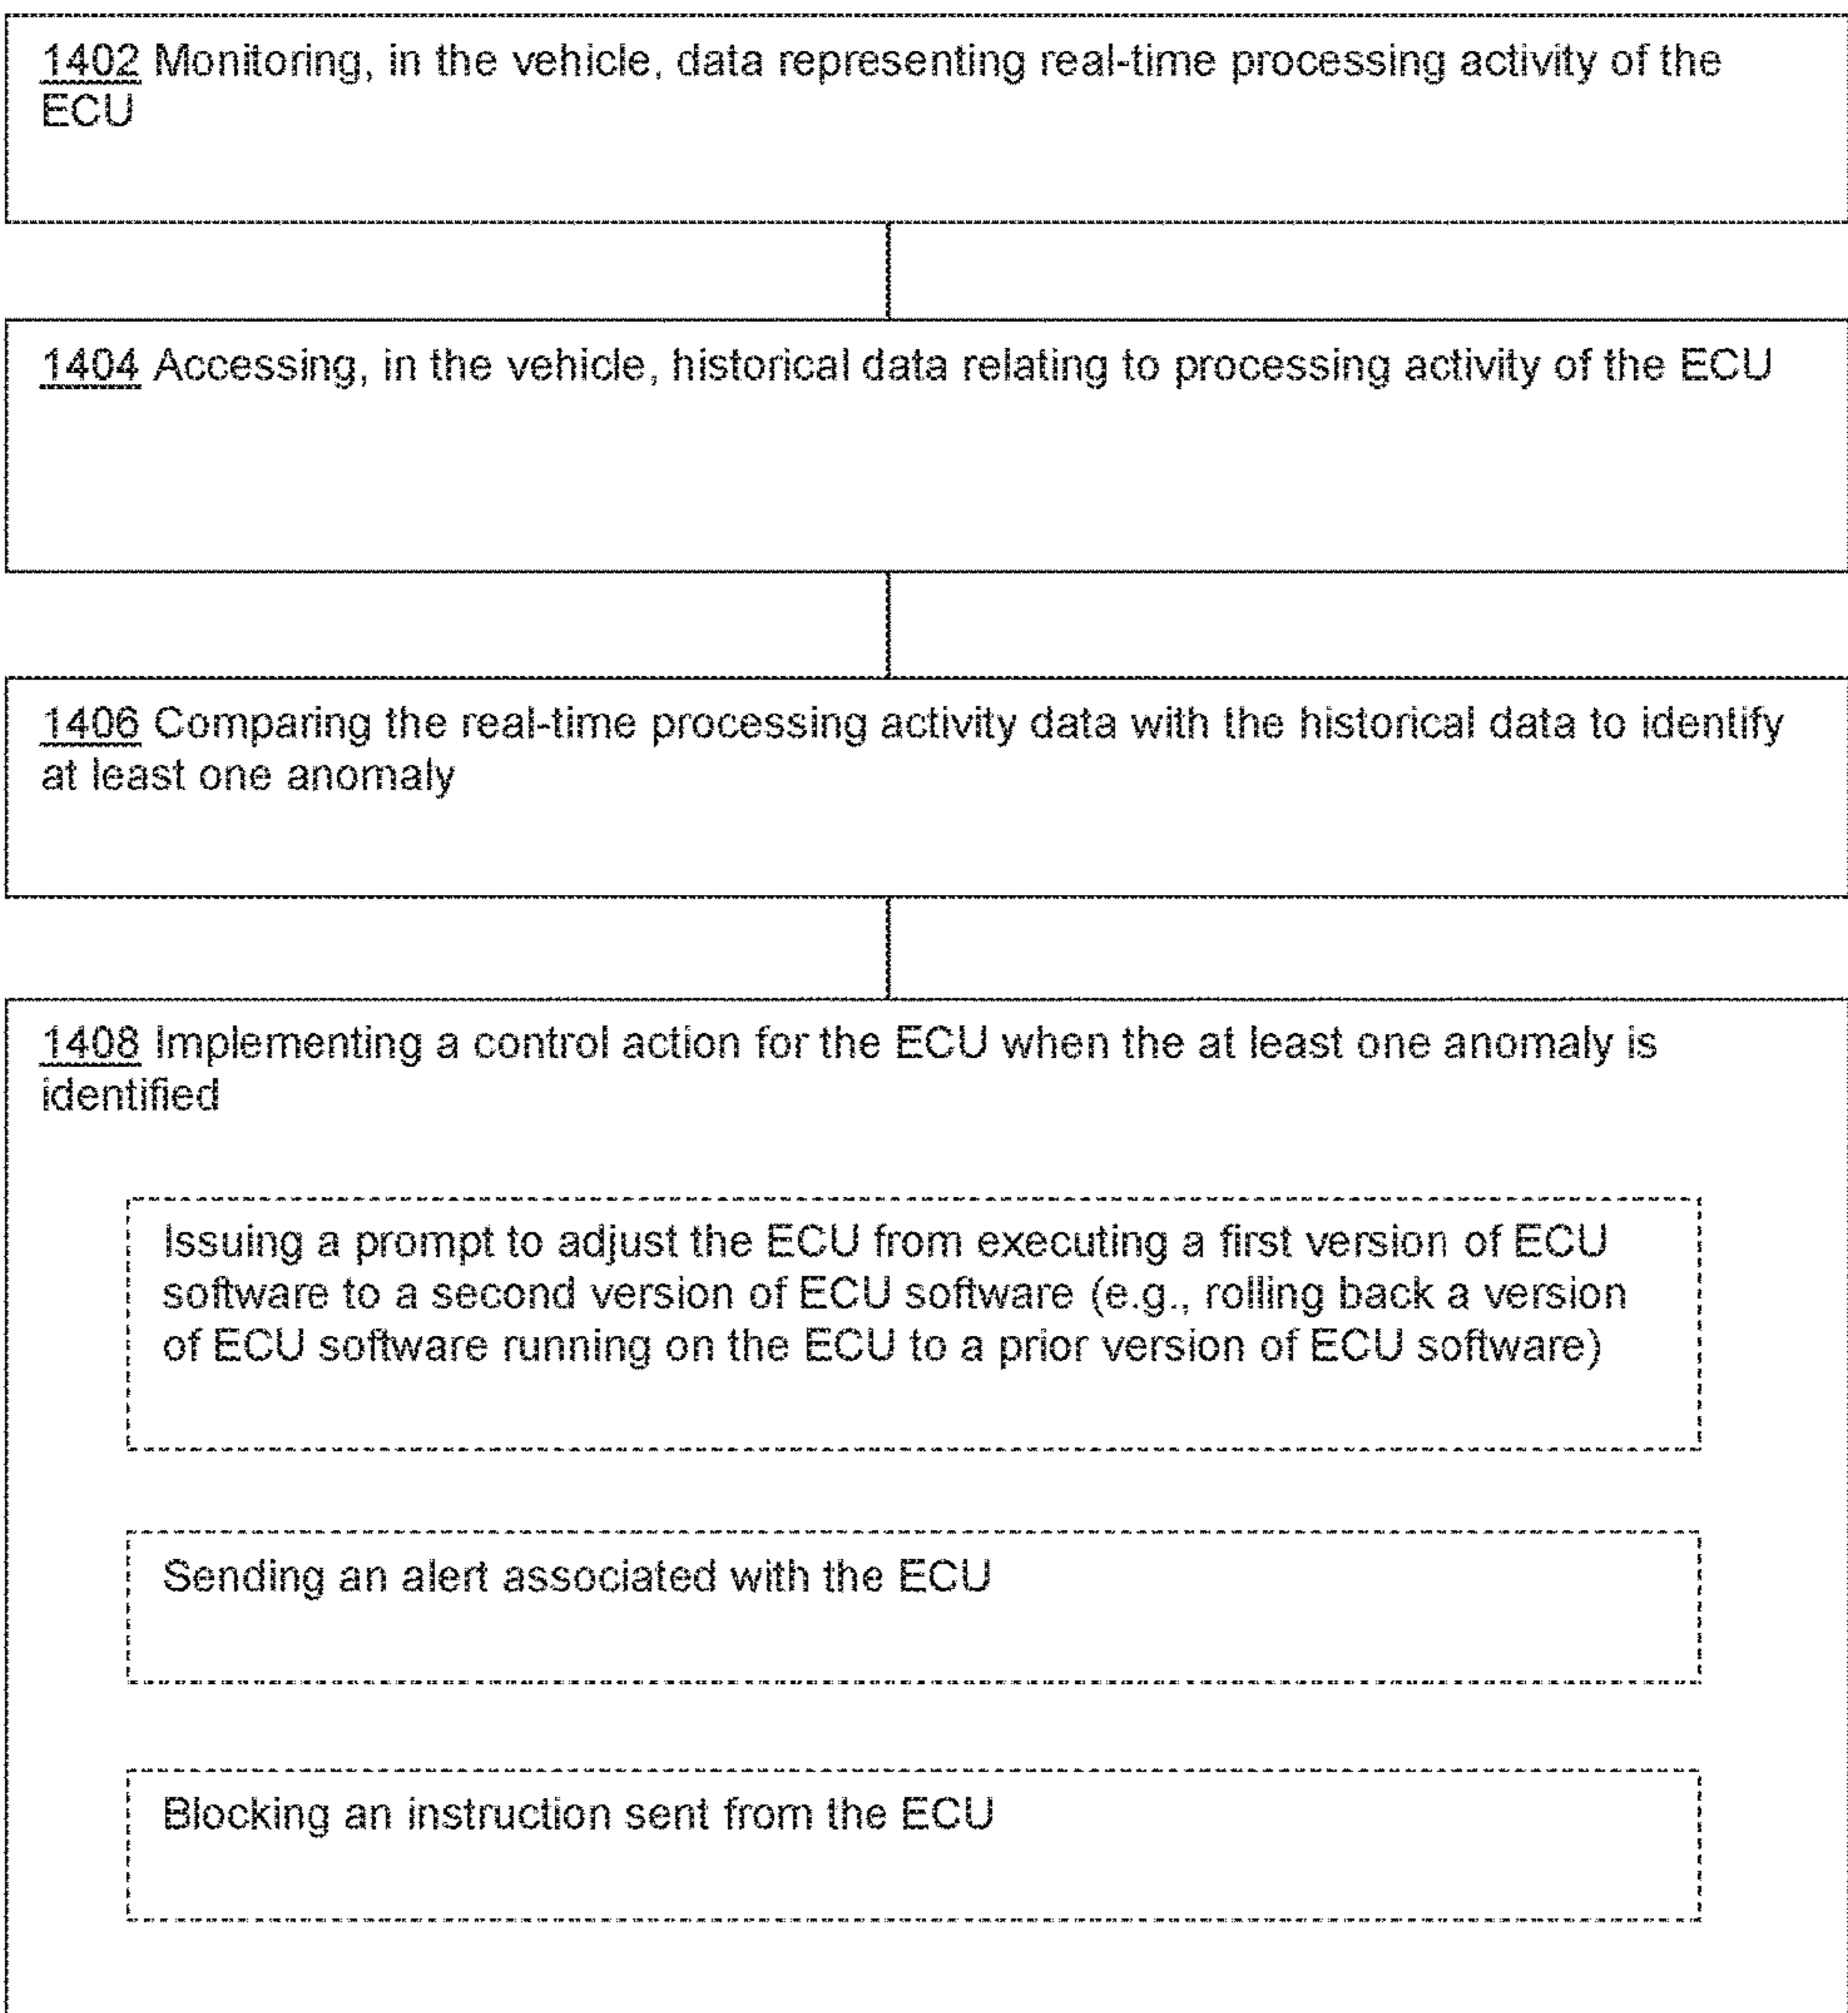 1402 Monitoring, in the vehicle, data representing real-time processing activity of the
ECU
1404 Accessing, in the vehicle, historical data relating to processing activity of the ECU
1406 Comparing the real-time processing activity data with the historical data to identify
at least one anomaly
1408 Implementing a control action for the ECU when the at least one anomaly is
identified
Issuing a prompt to adjust the ECU from executing a first version of ECU
software to a second version of ECU software (e.g., rolling back a version
of ECU software running on the ECU to a prior version of ECU software)
Sending an alert associated with the ECU
Blocking an instruction sent from the ECU